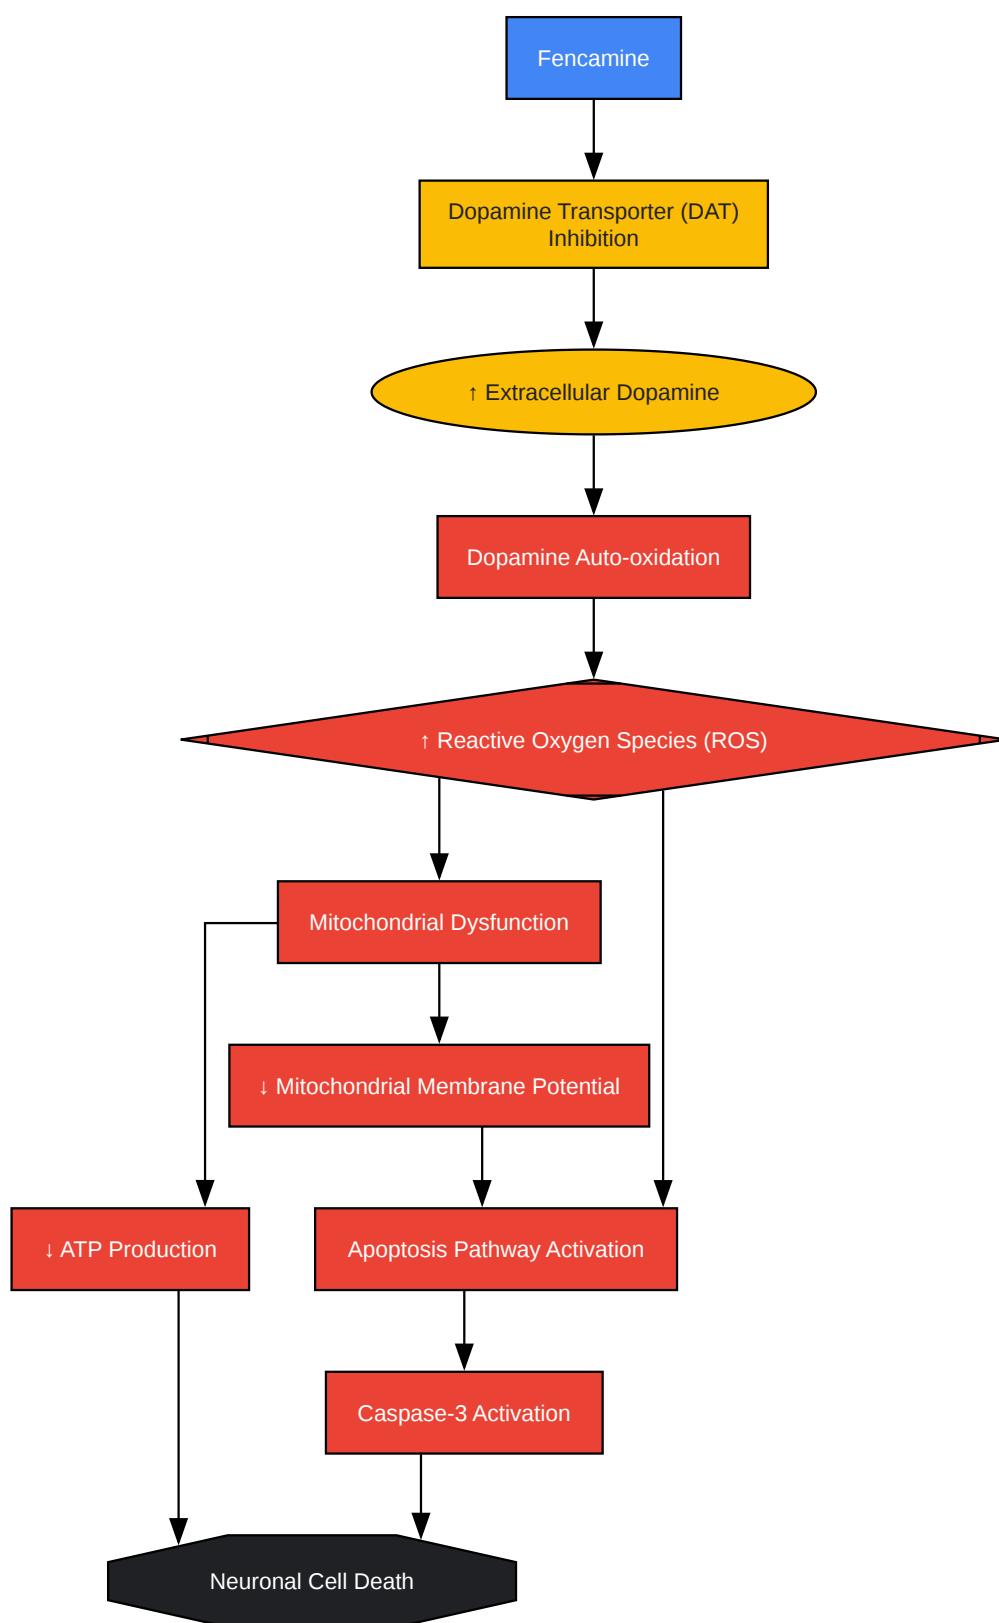 Fencamine
Dopamine Transporter (DAT)
Inhibition
↑ Extracellular Dopamine
Dopamine Auto-oxidation
↑ Reactive Oxygen Species (ROS)
Mitochondrial Dysfunction
↓ Mitochondrial Membrane Potential
↓ ATP Production
Apoptosis Pathway Activation
Caspase-3 Activation
Neuronal Cell Death